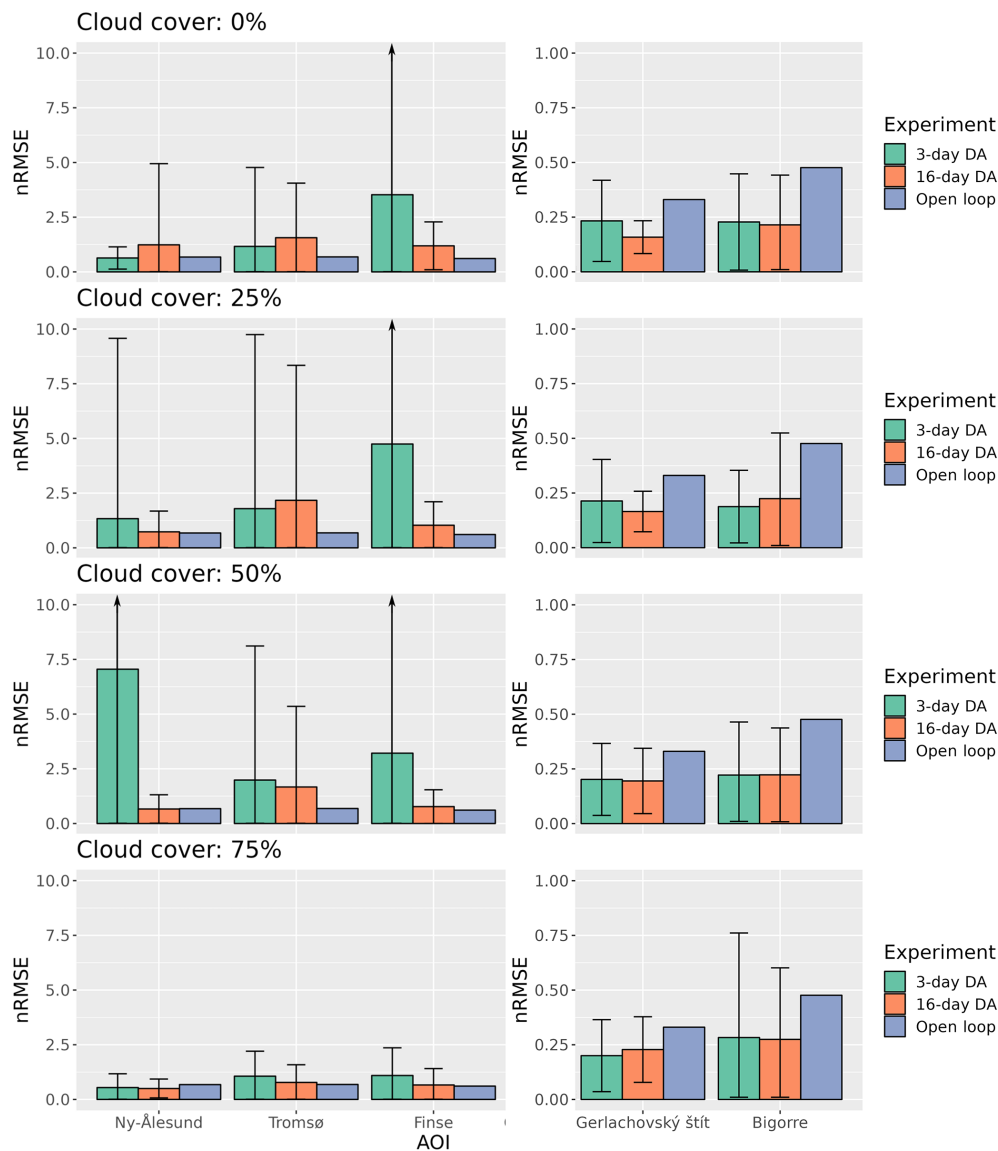 Cloud cover: 0%
nRMSE
10.0
7.5
5.0
2.5
0.0
nRMSE
1.00
0.75
0.50
0.25
0.00
Experiment
3-day DA
16-day DA
Open loop
Cloud cover: 25%
nRMSE
10.0
7.5
5.0
2.5
0.0
nRMSE
1.00
0.75
0.50
0.25
0.00
Experiment
3-day DA
16-day DA
Open loop
Cloud cover: 50%
nRMSE
10.0
7.5
5.0
2.5
0.0
nRMSE
1.00
0.75
0.50
0.25
0.00
Experiment
3-day DA
16-day DA
Open loop
Cloud cover: 75%
nRMSE
10.0
7.5
5.0
2.5
0.0
nRMSE
1.00
0.75
0.50
0.25
0.00
Experiment
3-day DA
16-day DA
Open loop
Ny-Ålesund Tromsø Finse Gerlachovský štít Bigorre
AOI